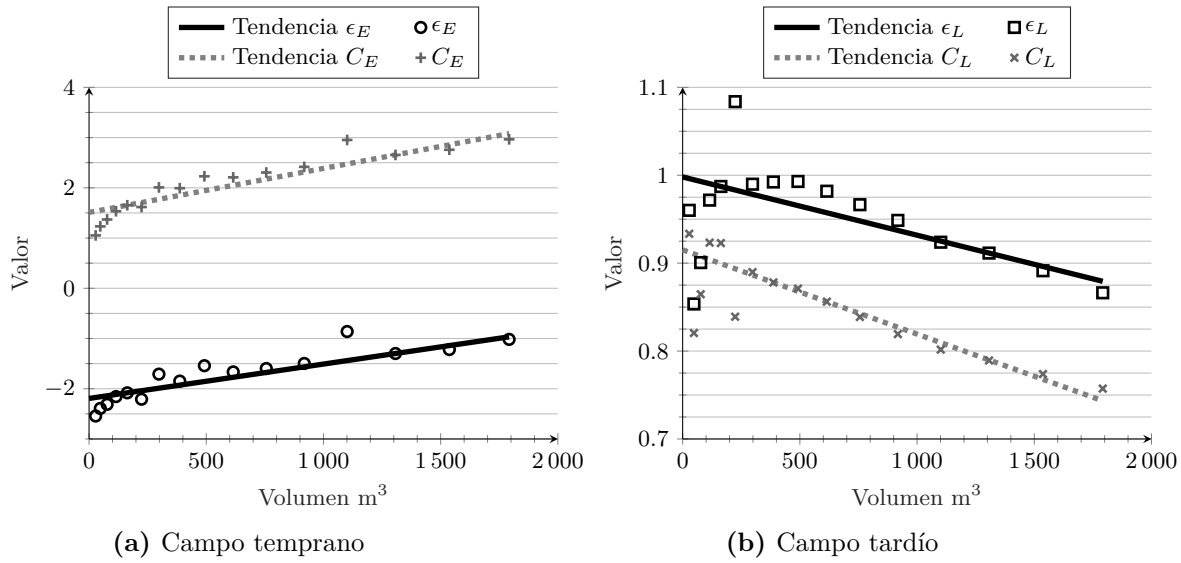 Tendencia ϵ_E ϵ_E
Tendencia C_E C_E
4
2
0
−2
Valor
0 500 1 000 1 500 2 000
Volumen m³
(a) Campo temprano
Tendencia ϵ_L ϵ_L
Tendencia C_L C_L
1.1
1
0.9
0.8
0.7
Valor
0 500 1 000 1 500 2 000
Volumen m³
(b) Campo tardío